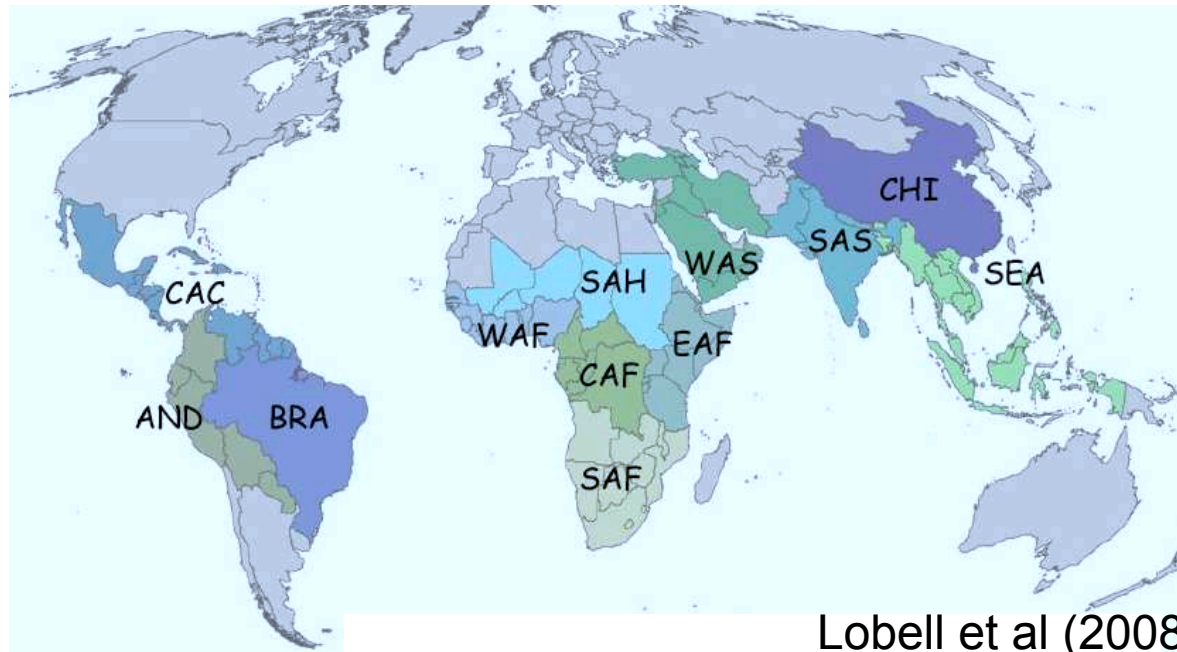 CHI
SAS
WAS
SEA
SAH
CAC
WAF
EAF
CAF
AND
BRA
SAF
Lobell et al (2008